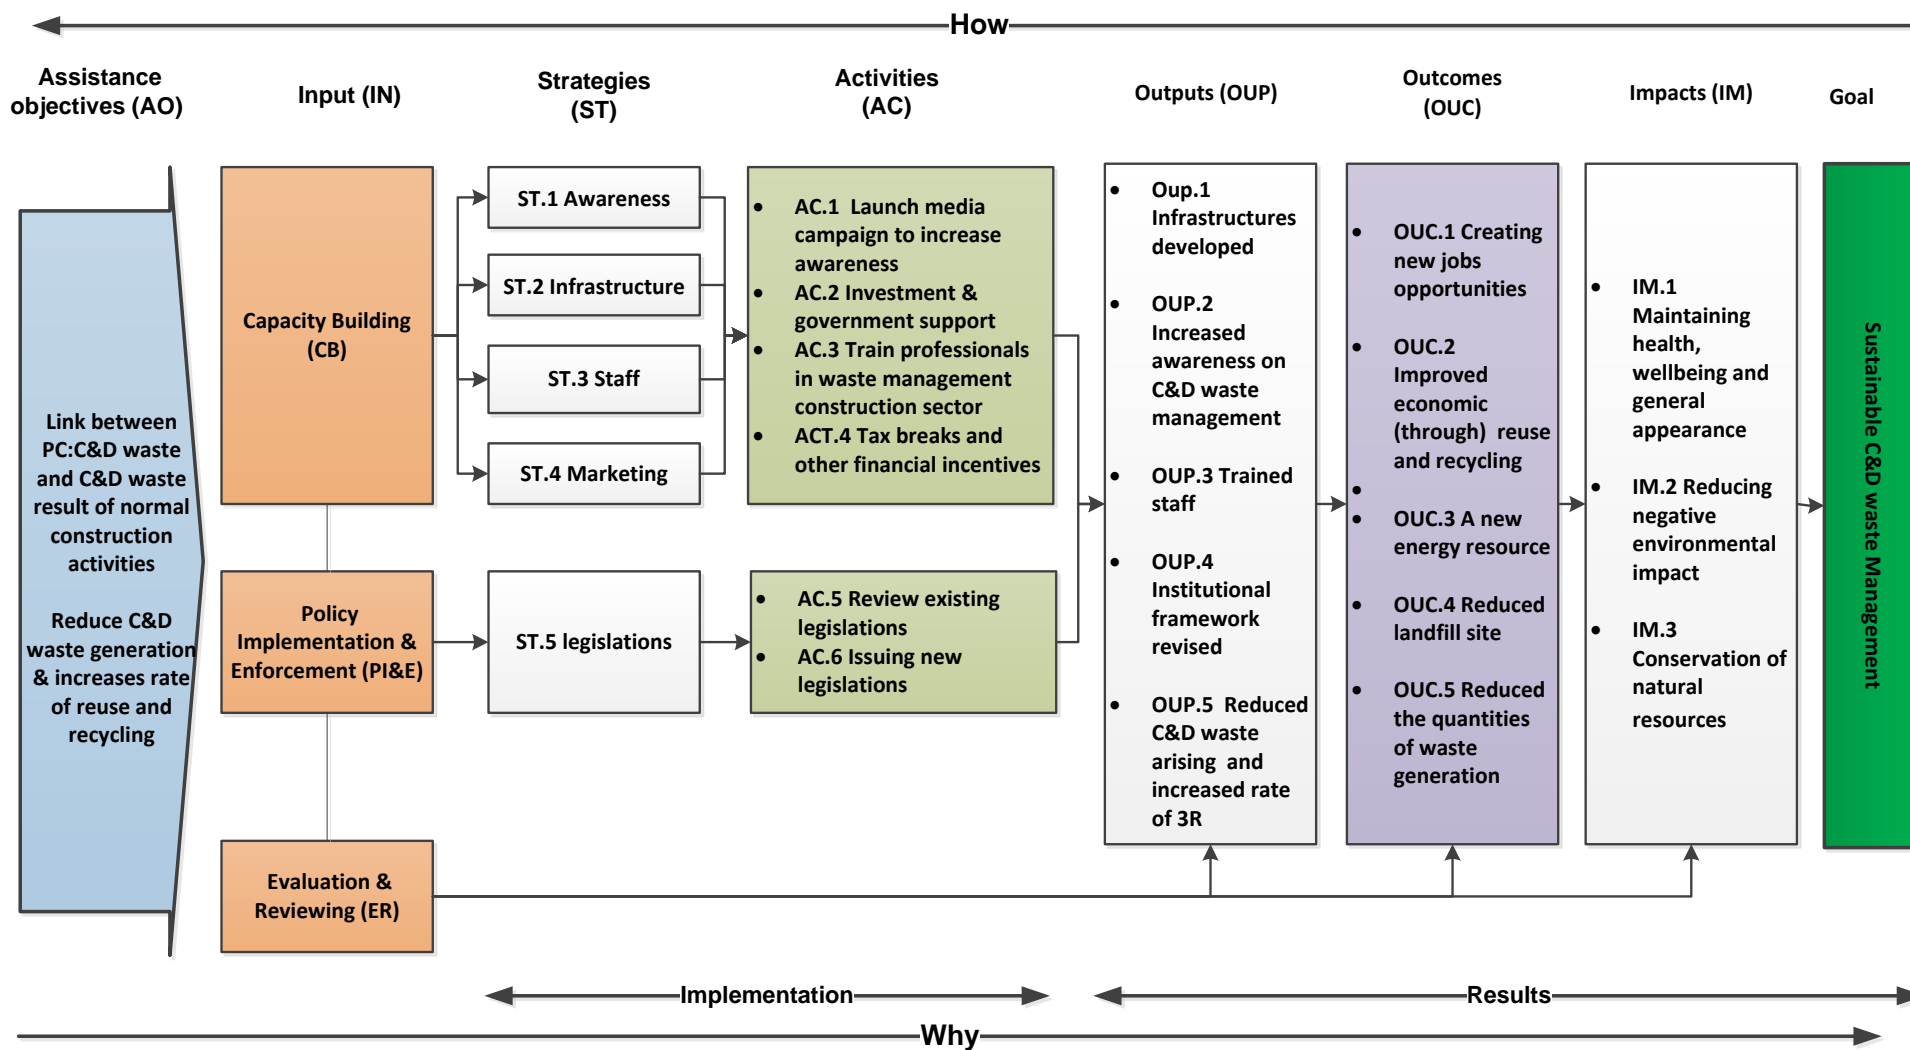 How
Assistance
objectives (AO)
Input (IN)
Strategies
(ST)
Activities
(AC)
Outputs (OUP)
Outcomes
(OUC)
Impacts (IM)
Goal
Link between
PC:C&D waste
and C&D waste
result of normal
construction
activities
Reduce C&D
waste generation
& increases rate
of reuse and
recycling
Capacity Building
(CB)
Policy
Implementation &
Enforcement (PI&E)
Evaluation &
Reviewing (ER)
ST.1 Awareness
ST.2 Infrastructure
ST.3 Staff
ST.4 Marketing
ST.5 legislations
• AC.1 Launch media
campaign to increase
awareness
• AC.2 Investment &
government support
• AC.3 Train professionals
in waste management
construction sector
• ACT.4 Tax breaks and
other financial incentives
• AC.5 Review existing
legislations
• AC.6 Issuing new
legislations
• Oup.1
Infrastructures
developed
• OUP.2
Increased
awareness on
C&D waste
management
• OUP.3 Trained
staff
• OUP.4
Institutional
framework
revised
• OUP.5 Reduced
C&D waste
arising and
increased rate
of 3R
• OUC.1 Creating
new jobs
opportunities
• OUC.2
Improved
economic
(through) reuse
and recycling
•
• OUC.3 A new
energy resource
• OUC.4 Reduced
landfill site
• OUC.5 Reduced
the quantities
of waste
generation
• IM.1
Maintaining
health,
wellbeing and
general
appearance
• IM.2 Reducing
negative
environmental
impact
• IM.3
Conservation of
natural
resources
Sustainable C&D waste Management
Implementation
Results
Why